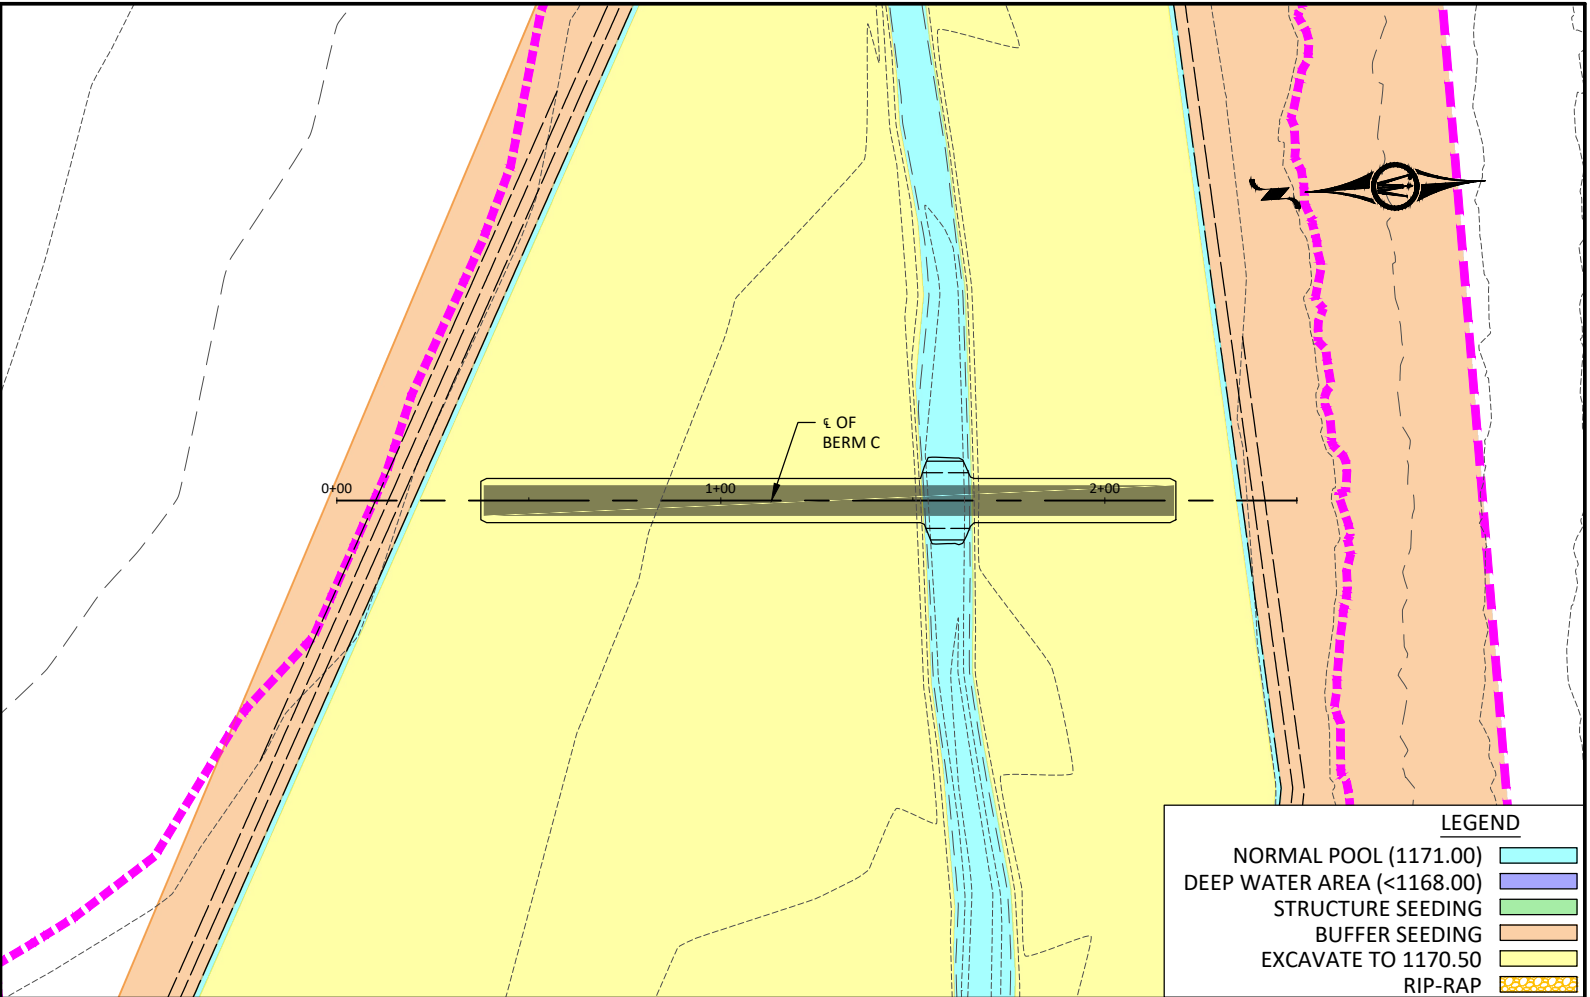 ℄ OF
BERM C
0+00
1+00
2+00
LEGEND
NORMAL POOL (1171.00)
DEEP WATER AREA (<1168.00)
STRUCTURE SEEDING
BUFFER SEEDING
EXCAVATE TO 1170.50
RIP-RAP